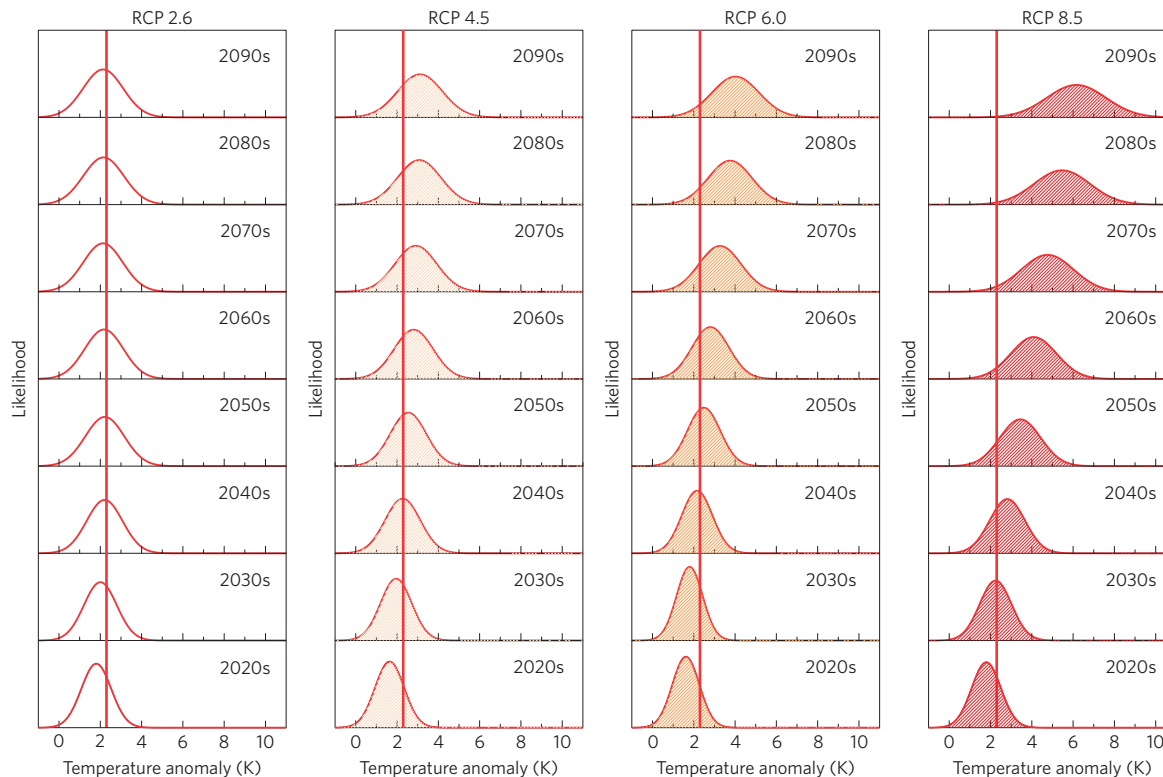 RCP 2.6
RCP 4.5
RCP 6.0
RCP 8.5
2090s
2090s
2090s
2090s
2080s
2080s
2080s
2080s
2070s
2070s
2070s
2070s
2060s
2060s
2060s
2060s
Likelihood
Likelihood
Likelihood
Likelihood
2050s
2050s
2050s
2050s
2040s
2040s
2040s
2040s
2030s
2030s
2030s
2030s
2020s
2020s
2020s
2020s
0 2 4 6 8 10
0 2 4 6 8 10
0 2 4 6 8 10
0 2 4 6 8 10
Temperature anomaly (K)
Temperature anomaly (K)
Temperature anomaly (K)
Temperature anomaly (K)